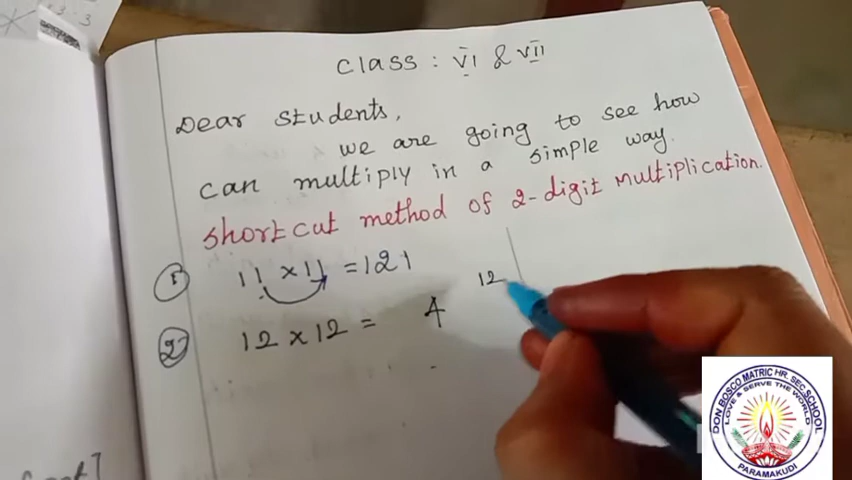 class : VI & VII
Dear students,
we are going to see how
can multiply in a simple way.
shortcut method of 2-digit multiplication.
1 11 × 11 = 121
12
2 12 × 12 = 4
DON BOSCO MATRIC HR. SEC. SCHOOL
LOVE & SERVE THE WORLD
PARAMAKUDI